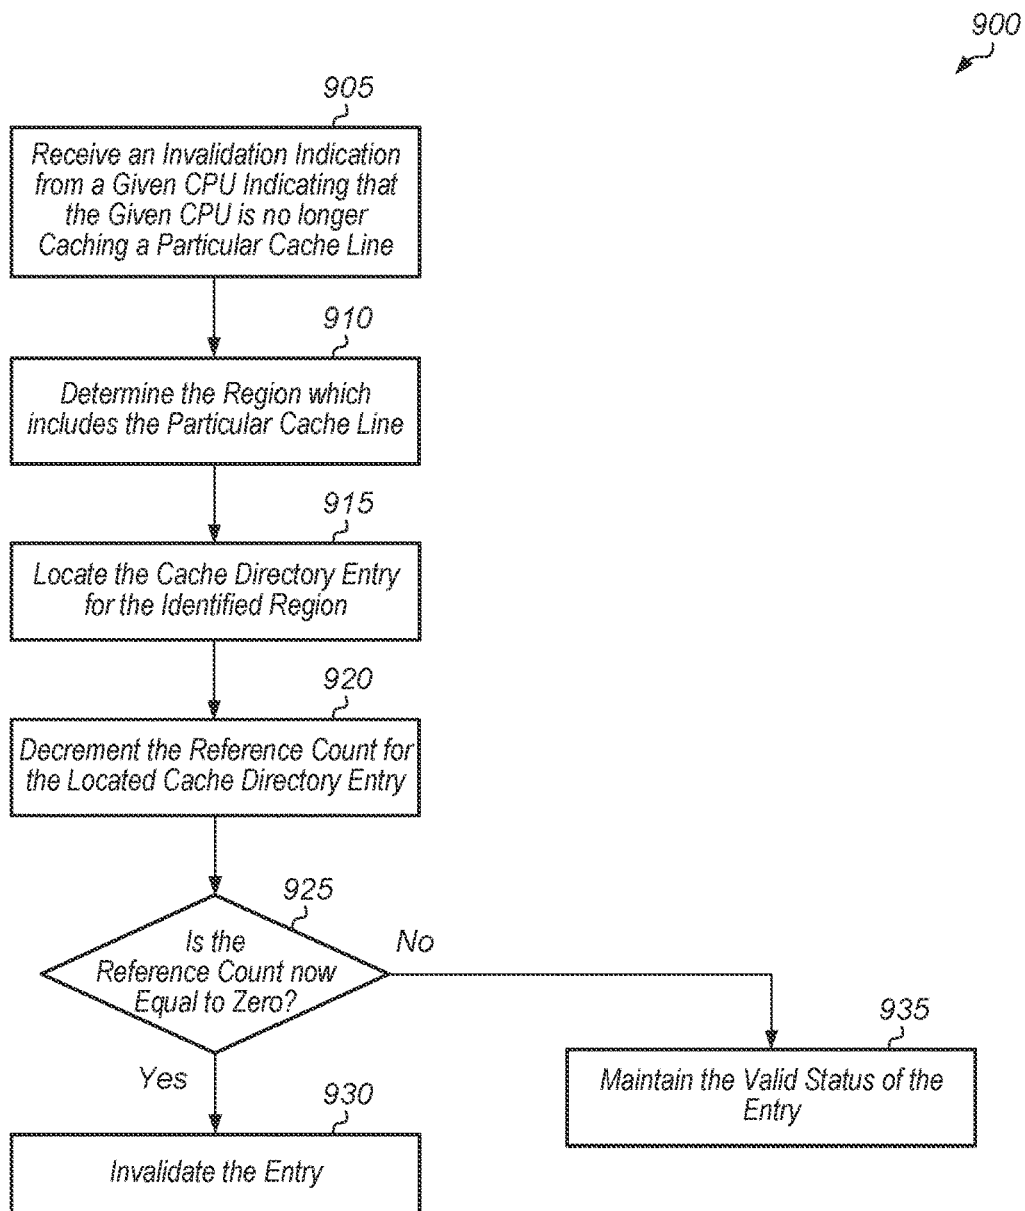 900
905
Receive an Invalidation Indication
from a Given CPU Indicating that
the Given CPU is no longer
Caching a Particular Cache Line
910
Determine the Region which
includes the Particular Cache Line
915
Locate the Cache Directory Entry
for the Identified Region
920
Decrement the Reference Count for
the Located Cache Directory Entry
925
Is the
Reference Count now
Equal to Zero?
No
Yes
935
Maintain the Valid Status of the
Entry
930
Invalidate the Entry